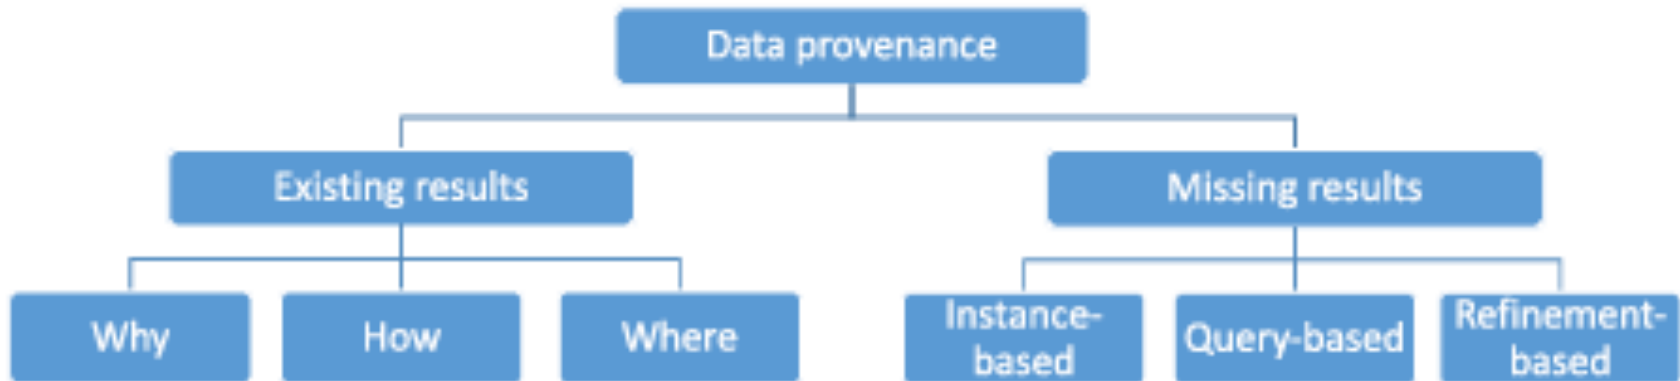 Data provenance
Existing results
Missing results
Why
How
Where
Instance-
based
Query-based
Refinement-
based